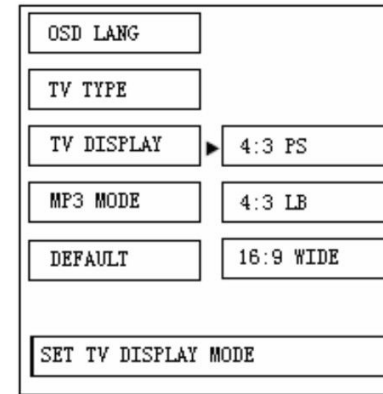 OSD LANG
TV TYPE
TV DISPLAY ▶ 4:3 PS
MP3 MODE 4:3 LB
DEFAULT 16:9 WIDE
SET TV DISPLAY MODE